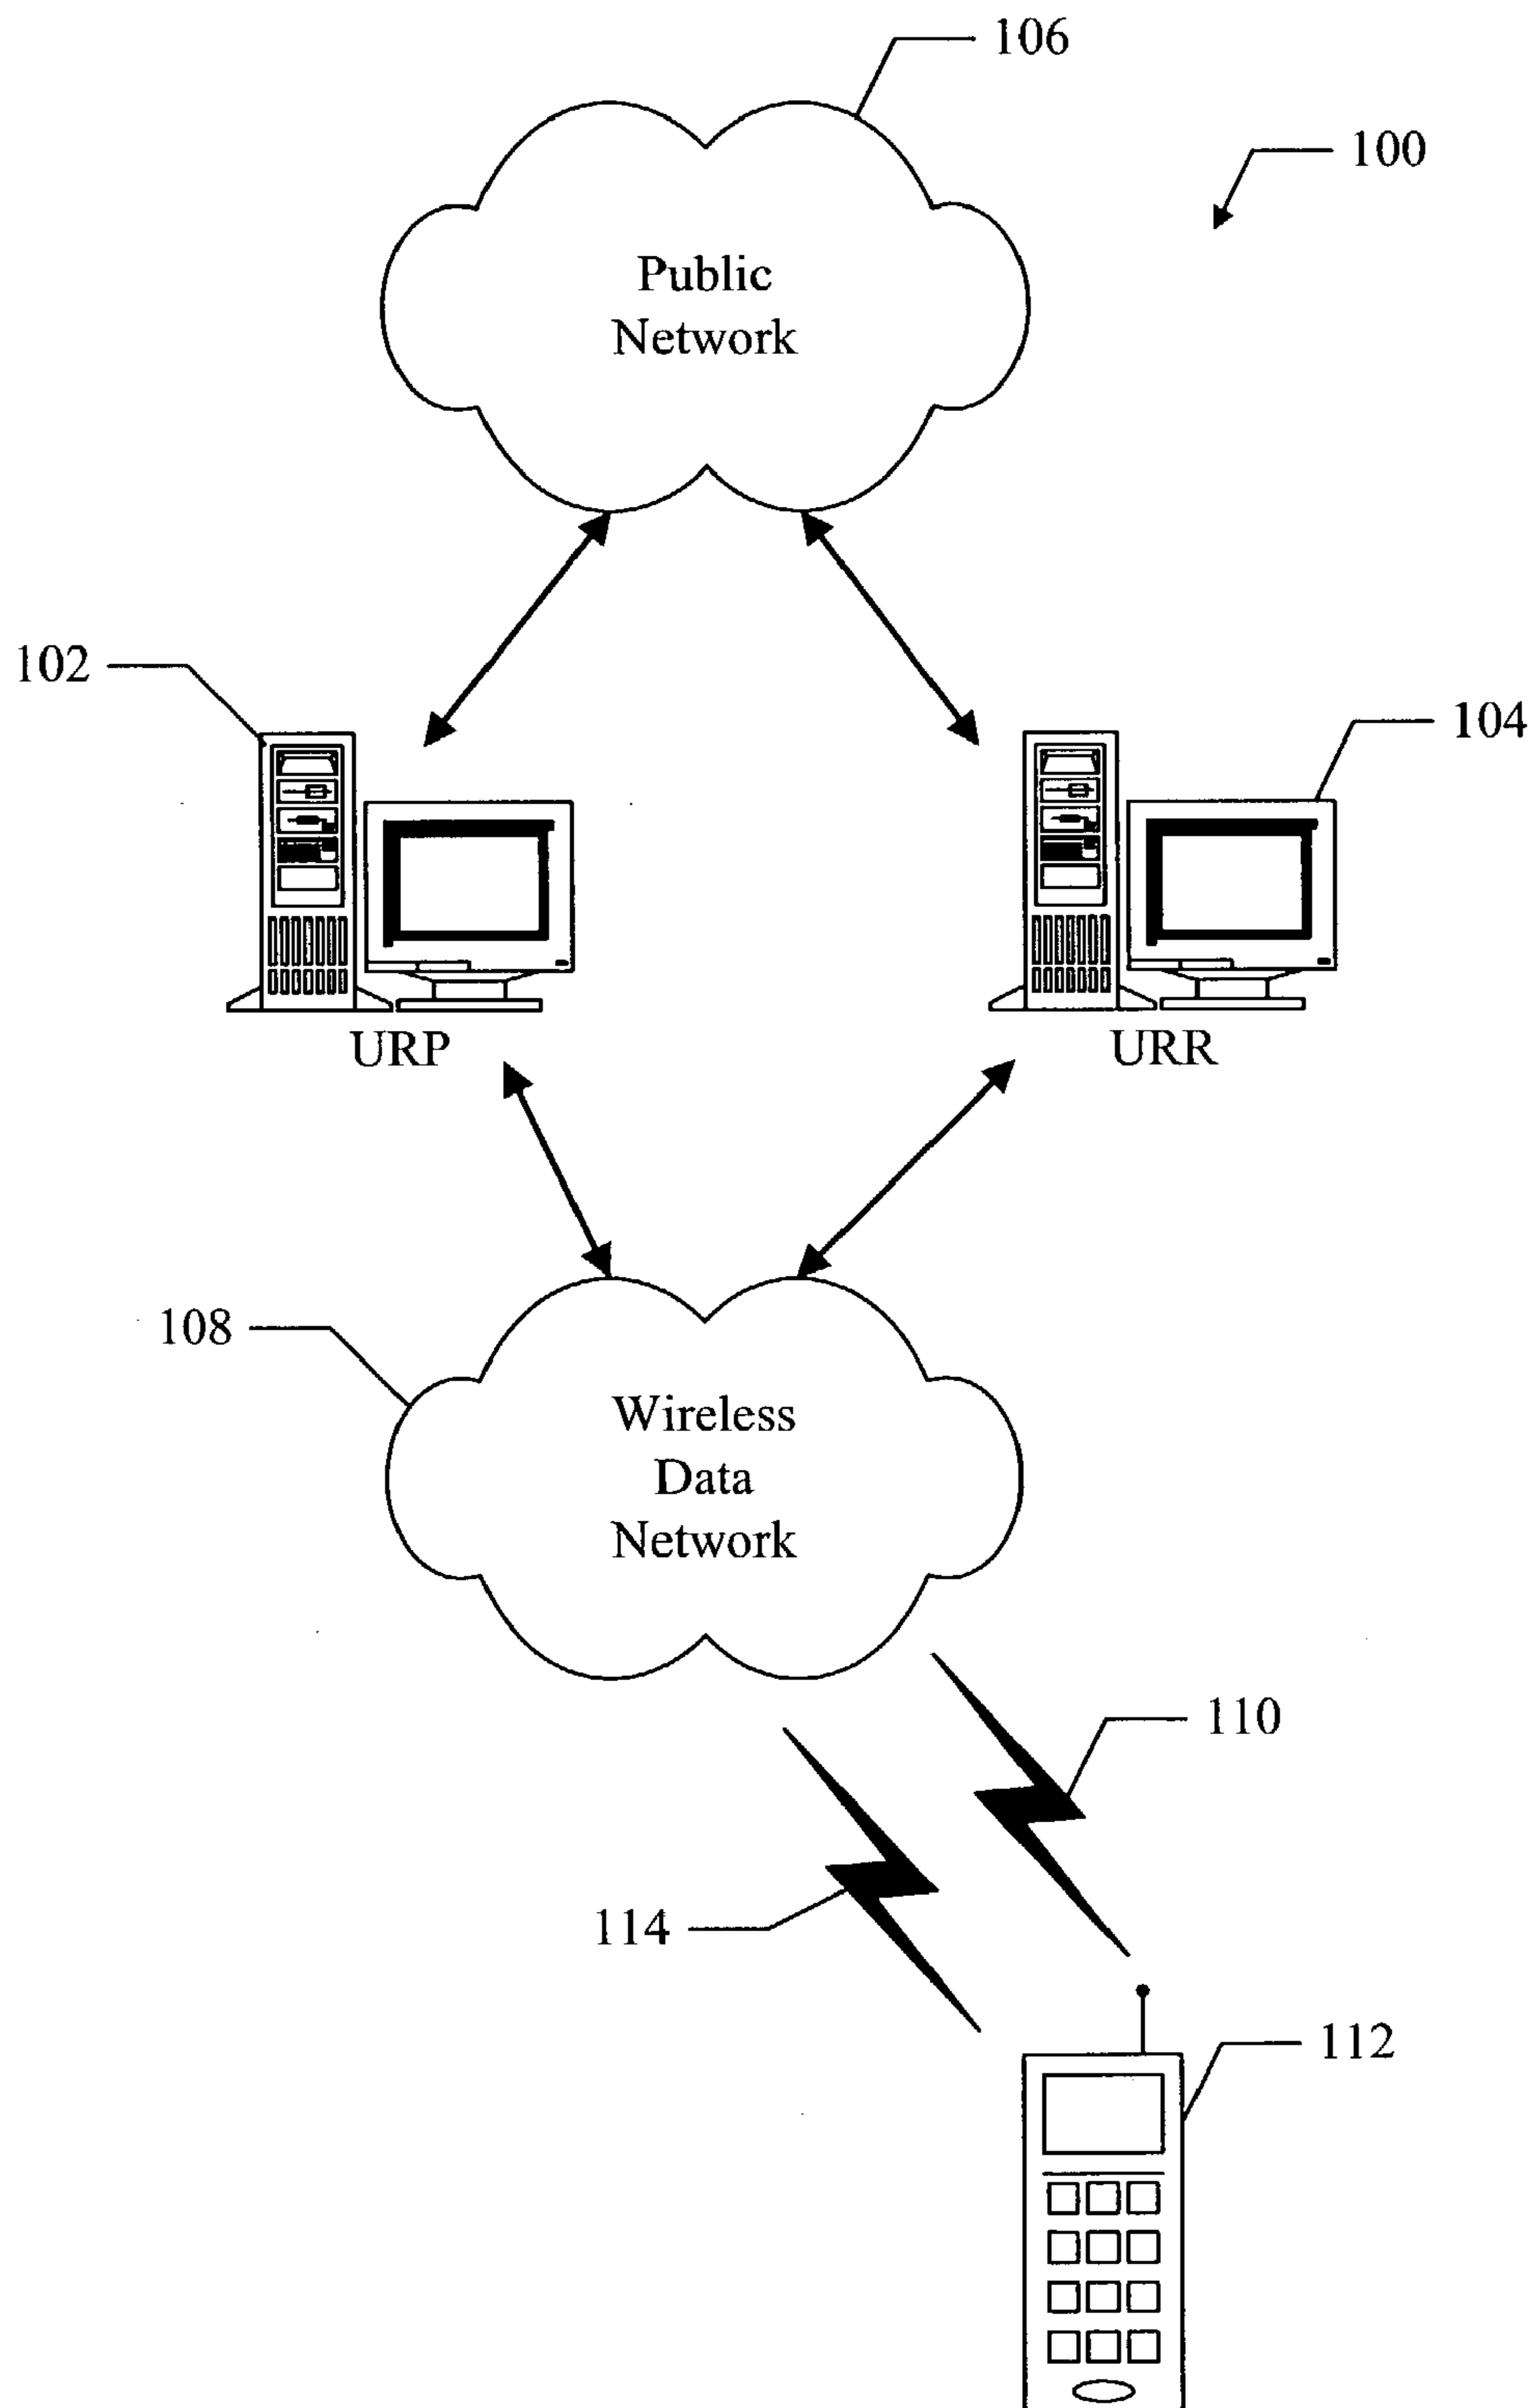 106
100
Public
Network
102
104
URP
URR
108
Wireless
Data
Network
110
114
112